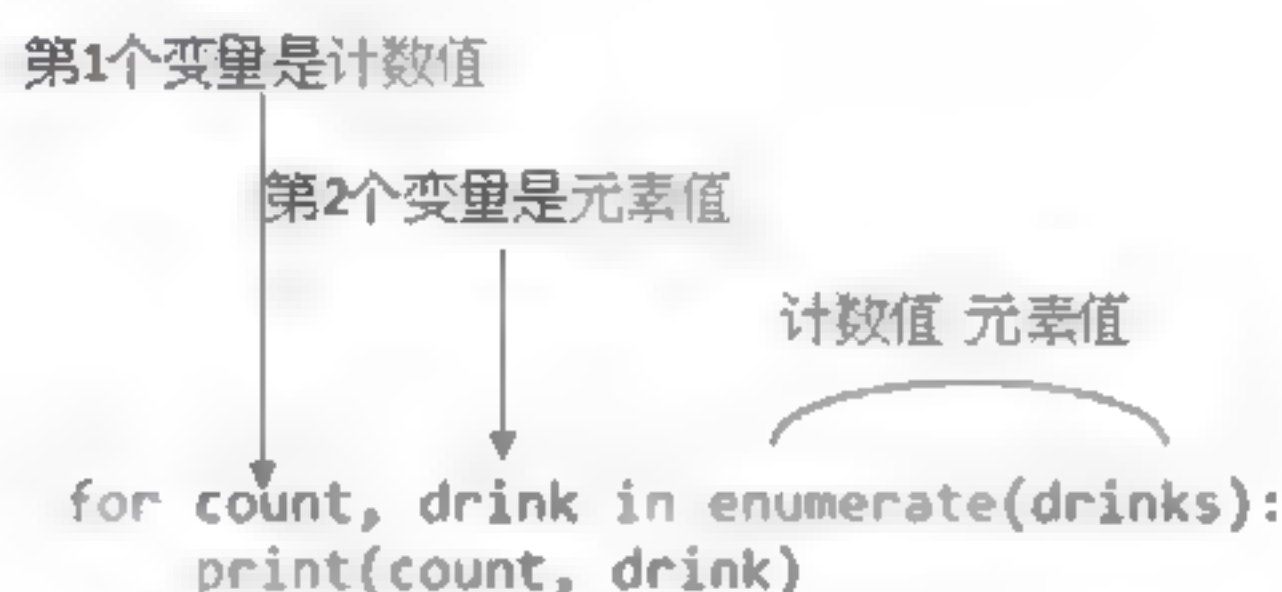 第1个变量是计数值
第2个变量是元素值
计数值 元素值
for count, drink in enumerate(drinks):
    print(count, drink)